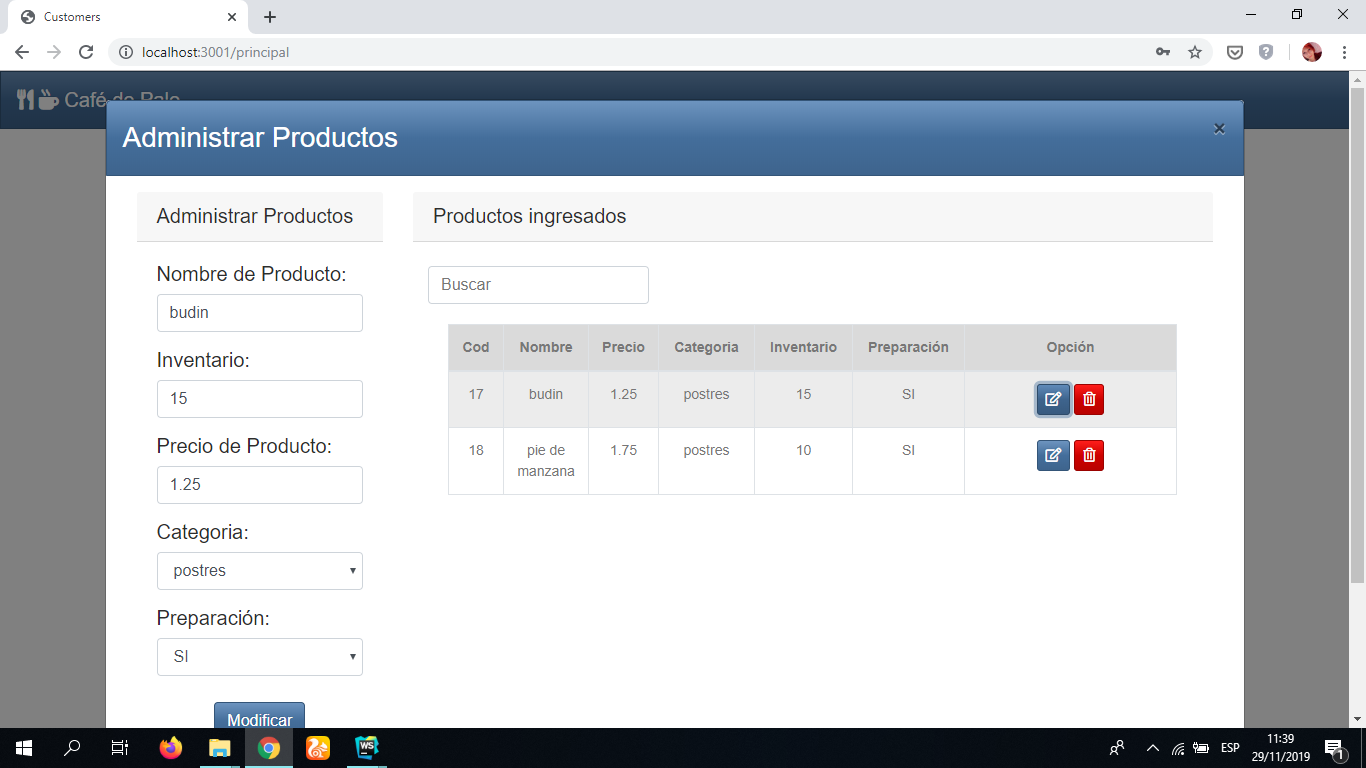 Customers
localhost:3001/principal
Café de Pale
Administrar Productos
×
Administrar Productos
Nombre de Producto:
budin
Inventario:
15
Precio de Producto:
1.25
Categoria:
postres
Preparación:
SI
Modificar
Productos ingresados
Buscar
Cod Nombre Precio Categoria Inventario Preparación Opción
17 budin 1.25 postres 15 SI
18 pie de manzana 1.75 postres 10 SI
WS
ESP
11:39
29/11/2019
1